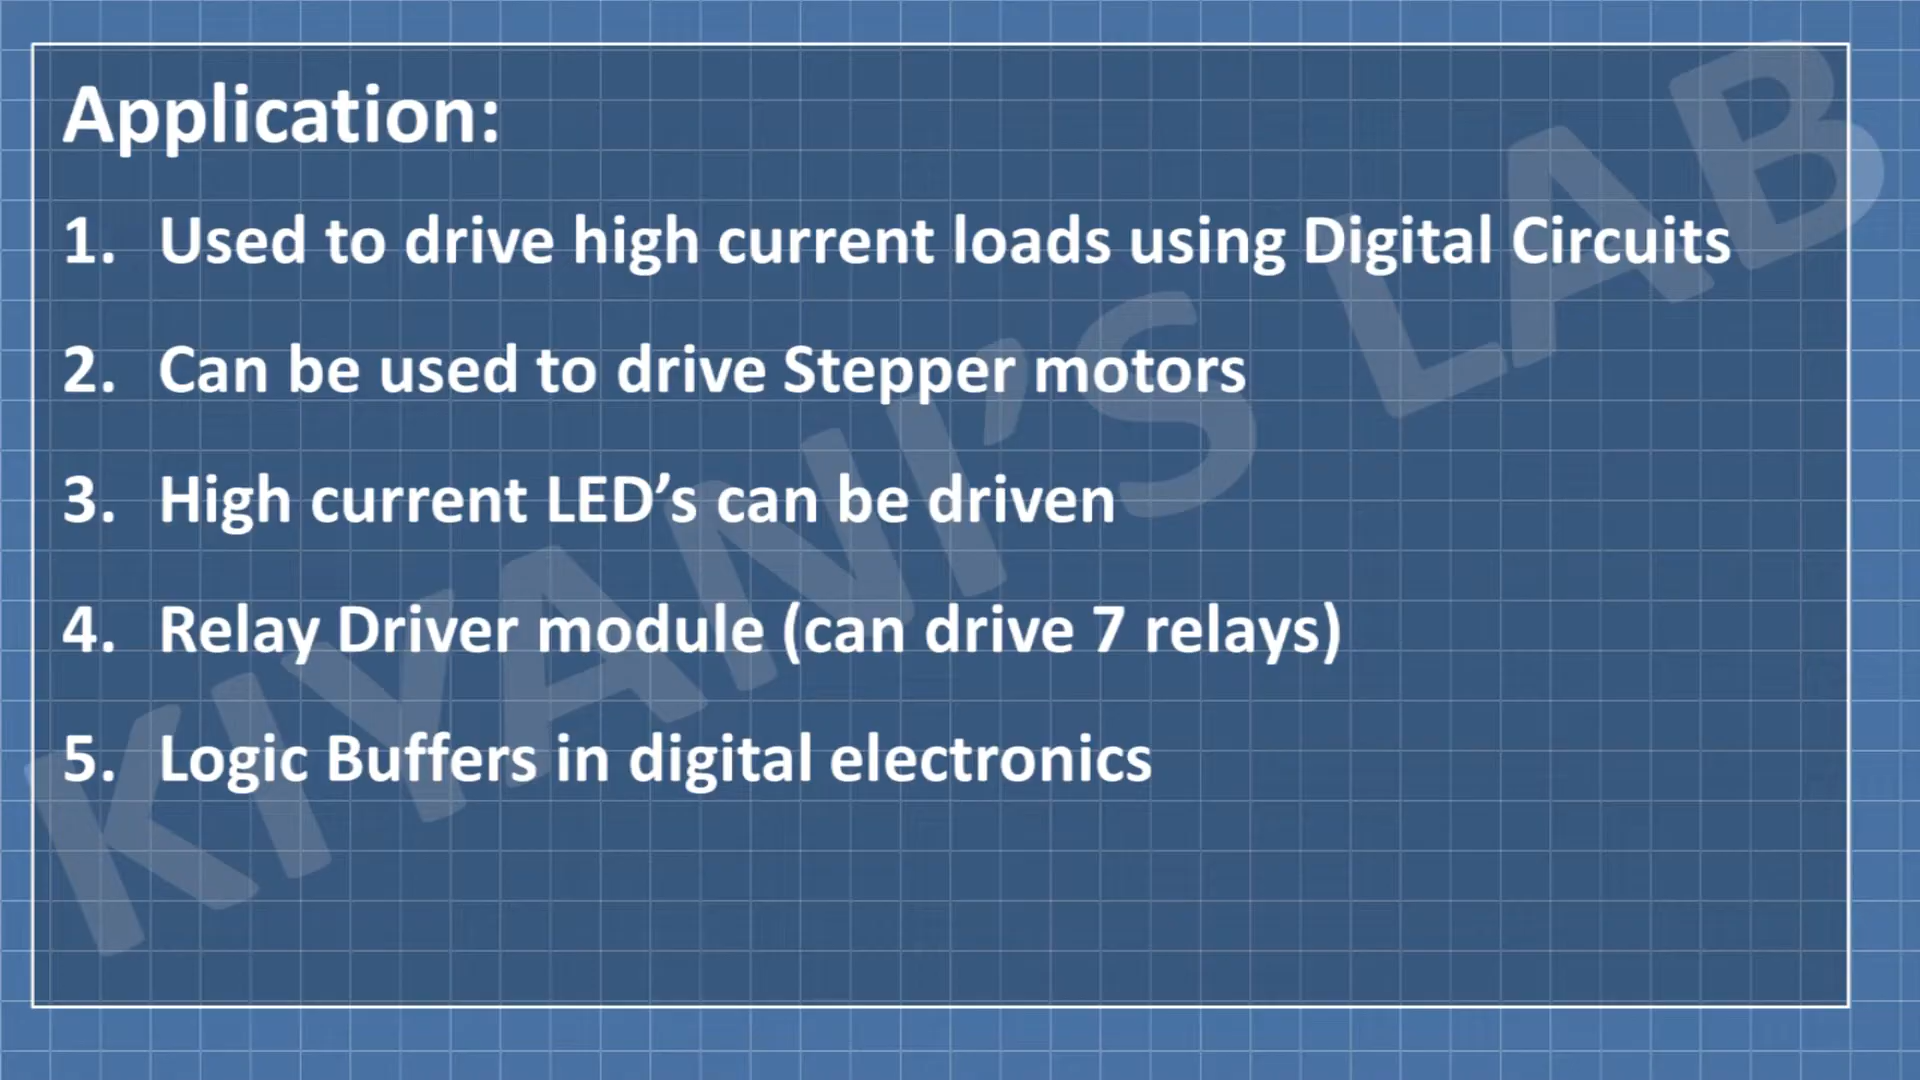 Application:
1. Used to drive high current loads using Digital Circuits
2. Can be used to drive Stepper motors
3. High current LED’s can be driven
4. Relay Driver module (can drive 7 relays)
5. Logic Buffers in digital electronics
KIYANI’S LAB